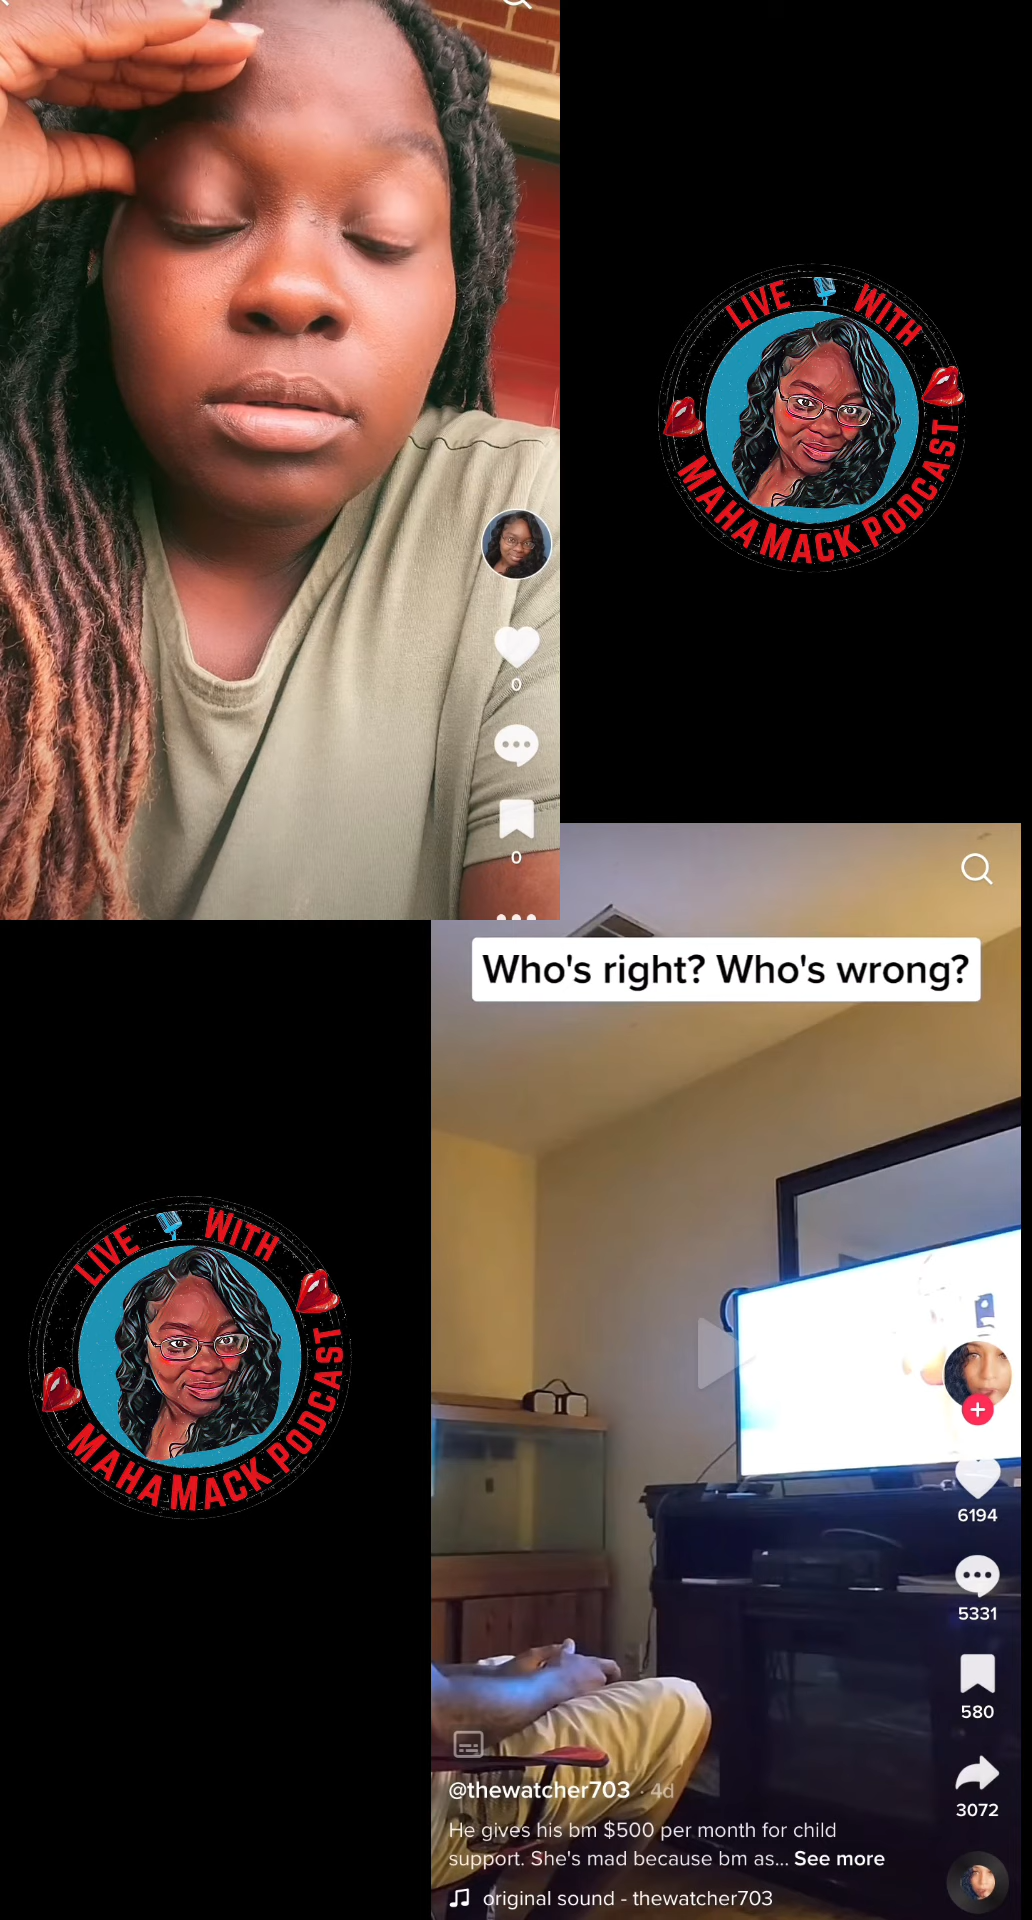 0
0
LIVE WITH
MAHA MACK PODCAST
Who's right? Who's wrong?
LIVE WITH
MAHA MACK PODCAST
6194
5331
580
3072
@thewatcher703 · 4d
He gives his bm $500 per month for child
support. She's mad because bm as... See more
original sound - thewatcher703